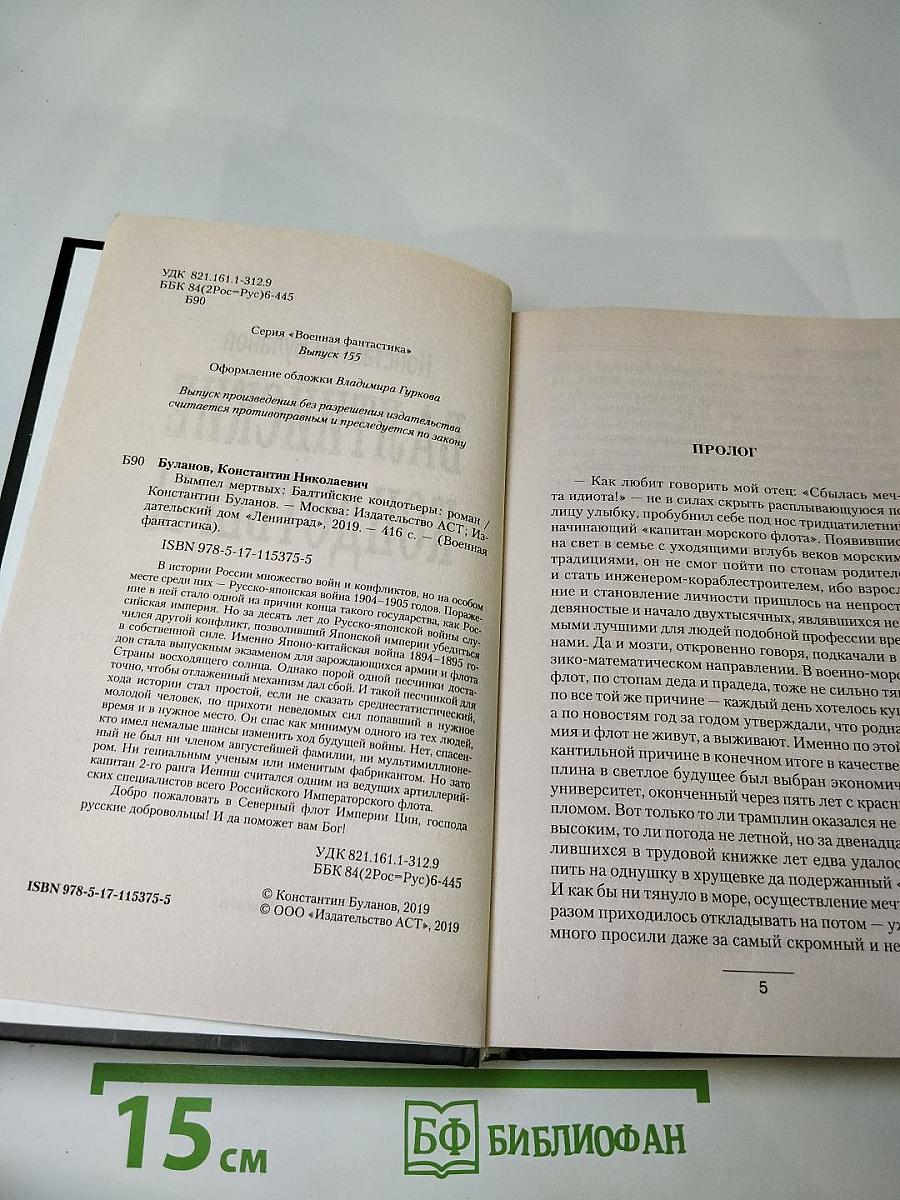 УДК 821.161.1-312.9
ББК 84(2Рос=Рус)6-445
Б90
Серия «Военная фантастика»
Выпуск 155
Оформление обложки Владимира Гуркова
Выпуск произведения без разрешения издательства
считается противоправным и преследуется по закону
Б90 Буланов, Константин Николаевич
Вымпел мертвых: Балтийские кондотьеры: роман /
Константин Буланов. — Москва: Издательство АСТ; Из-
дательский дом «Ленинград», 2019. — 416 с. — (Военная
фантастика).
ISBN 978-5-17-115375-5
В истории России множество войн и конфликтов, но на особом
месте среди них — Русско-японская война 1904–1905 годов. Пораже-
ние в ней стало одной из причин конца такого государства, как Рос-
сийская империя. Но за десять лет до Русско-японской войны слу-
чился другой конфликт, позволивший Японской империи убедиться
в собственной силе. Именно Японо-китайская война 1894–1895 го-
дов стала выпускным экзаменом для зарождающихся армии и флота
Страны восходящего солнца. Однако порой одной песчинки доста-
точно, чтобы отлаженный механизм дал сбой. И такой песчинкой для
хода истории стал простой, если не сказать среднестатистический,
молодой человек, по прихоти неведомых сил попавший в нужное
время и в нужное место. Он спас как минимум одного из тех людей,
кто имел немалые шансы изменить ход будущей войны. Нет, спасен-
ный не был ни членом августейшей фамилии, ни мультимиллионе-
ром. Ни гениальным ученым или именитым фабрикантом. Но зато
капитан 2-го ранга Иениш считался одним из ведущих артиллерий-
ских специалистов всего Российского Императорского флота.
Добро пожаловать в Северный флот Империи Цин, господа
русские добровольцы! И да поможет вам Бог!
УДК 821.161.1-312.9
ББК 84(2Рос=Рус)6-445
ISBN 978-5-17-115375-5
© Константин Буланов, 2019
© ООО «Издательство АСТ», 2019
ПРОЛОГ
— Как любит говорить мой отец: «Сбылась меч-
та идиота!» — не в силах скрыть расплывающуюся по
лицу улыбку, пробубнил себе под нос тридцатилетний
начинающий «капитан морского флота». Появившис
на свет в семье с уходящими вглубь веков морским
традициями, он не смог пойти по стопам родителе
и стать инженером-кораблестроителем, ибо взросл
ние и становление личности пришлось на непрост
девяностые и начало двухтысячных, являвшихся не
мыми лучшими для людей подобной профессии вре
нами. Да и мозги, откровенно говоря, подкачали в
зико-математическом направлении. В военно-морс
флот, по стопам деда и прадеда, тоже не сильно тя
по все той же причине — каждый день хотелось ку
а по новостям год за годом утверждали, что родна
мия и флот не живут, а выживают. Именно по этой
кантильной причине в конечном итоге в качестве
плина в светлое будущее был выбран экономич
университет, оконченный через пять лет с красн
пломом. Вот только то ли трамплин оказался не
высоким, то ли погода не летной, но за двенадца
лившихся в трудовой книжке лет едва удалос
пить на однушку в хрущевке да подержанный «
И как бы ни тянуло в море, осуществление мечт
разом приходилось откладывать на потом — уж
много просили даже за самый скромный и не
5
15 см
БФ БИБЛИОФАН